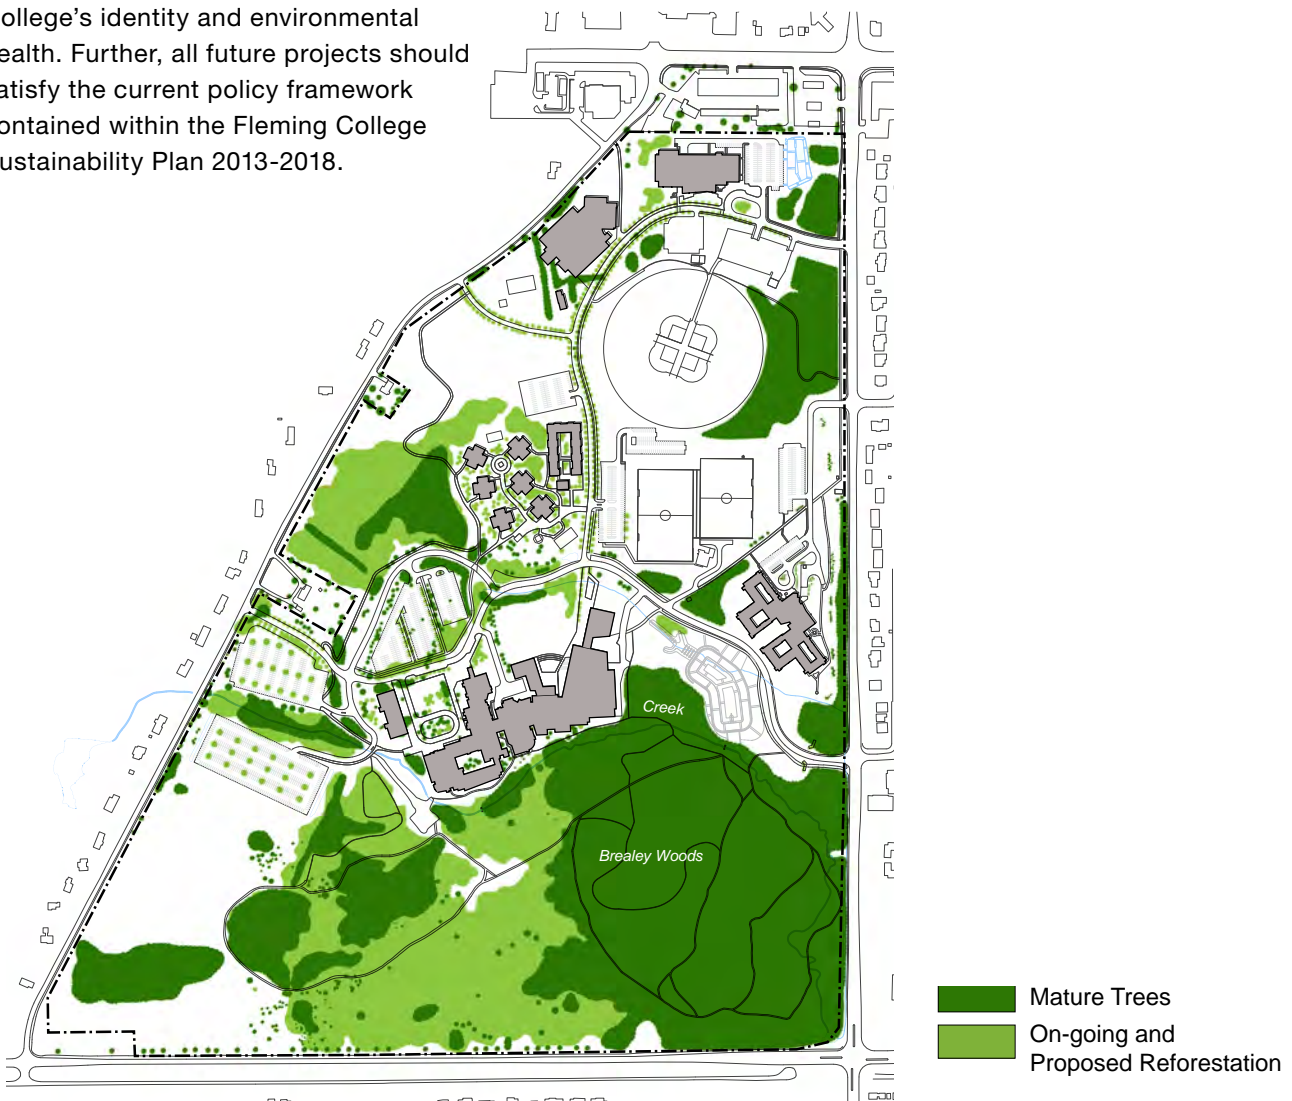 ollege's identity and environmental
ealth. Further, all future projects should
atisfy the current policy framework
ontained within the Fleming College
ustainability Plan 2013-2018.
Creek
Brealey Woods
Mature Trees
On-going and
Proposed Reforestation